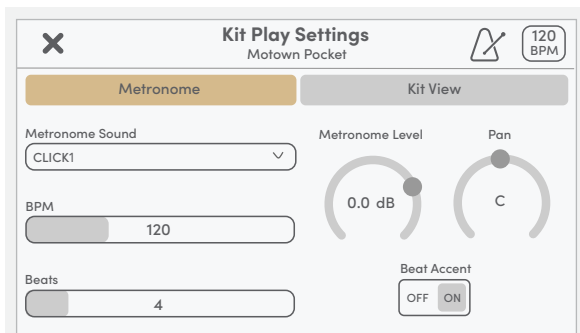 Kit Play Settings
Motown Pocket
120
BPM
Metronome
Kit View
Metronome Sound
CLICK1
Metronome Level
Pan
0.0 dB
C
BPM
120
Beats
4
Beat Accent
OFF ON